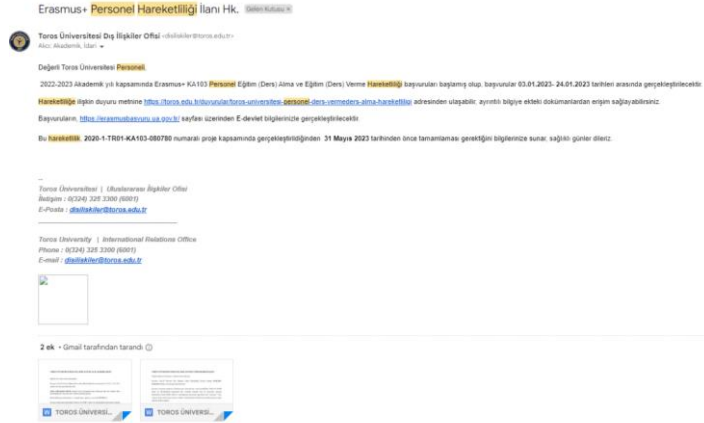 Erasmus+ Personel Hareketliliği İlanı Hk. Gelen Kutusu x
Toros Üniversitesi Dış İlişkiler Ofisi <disiliskiler@toros.edu.tr>
Alıcı: Akademik, İdari
Değerli Toros Üniversitesi Personeli,
2022-2023 Akademik yılı kapsamında Erasmus+ KA103 Personel Eğitim (Ders) Alma ve Eğitim (Ders) Verme Hareketliliği başvuruları başlamış olup, başvurular 03.01.2023- 24.01.2023 tarihleri arasında gerçekleştirilecektir.
Hareketliliğe ilişkin duyuru metnine https://toros.edu.tr/duyurular/toros-universitesi-personel-ders-vermeders-alma-hareketliligi adresinden ulaşabilir, ayrıntılı bilgiye ekteki dokümanlardan erişim sağlayabilirsiniz.
Başvuruların, https://erasmusbasvuru.ua.gov.tr/ sayfası üzerinden E-devlet bilgilerinizle gerçekleştirilecektir.
Bu hareketlilik, 2020-1-TR01-KA103-080780 numaralı proje kapsamında gerçekleştirildiğinden 31 Mayıs 2023 tarihinden önce tamamlaması gerektiğini bilgilerinize sunar, sağlıklı günler dileriz.
--
Toros Üniversitesi | Uluslararası İlişkiler Ofisi
İletişim : 0(324) 325 3300 (6001)
E-Posta : disiliskiler@toros.edu.tr
Toros University | International Relations Office
Phone : 0(324) 325 3300 (6001)
E-mail : disiliskiler@toros.edu.tr
2 ek • Gmail tarafından tarandı
TOROS ÜNİVERSİ...
TOROS ÜNİVERSİ...